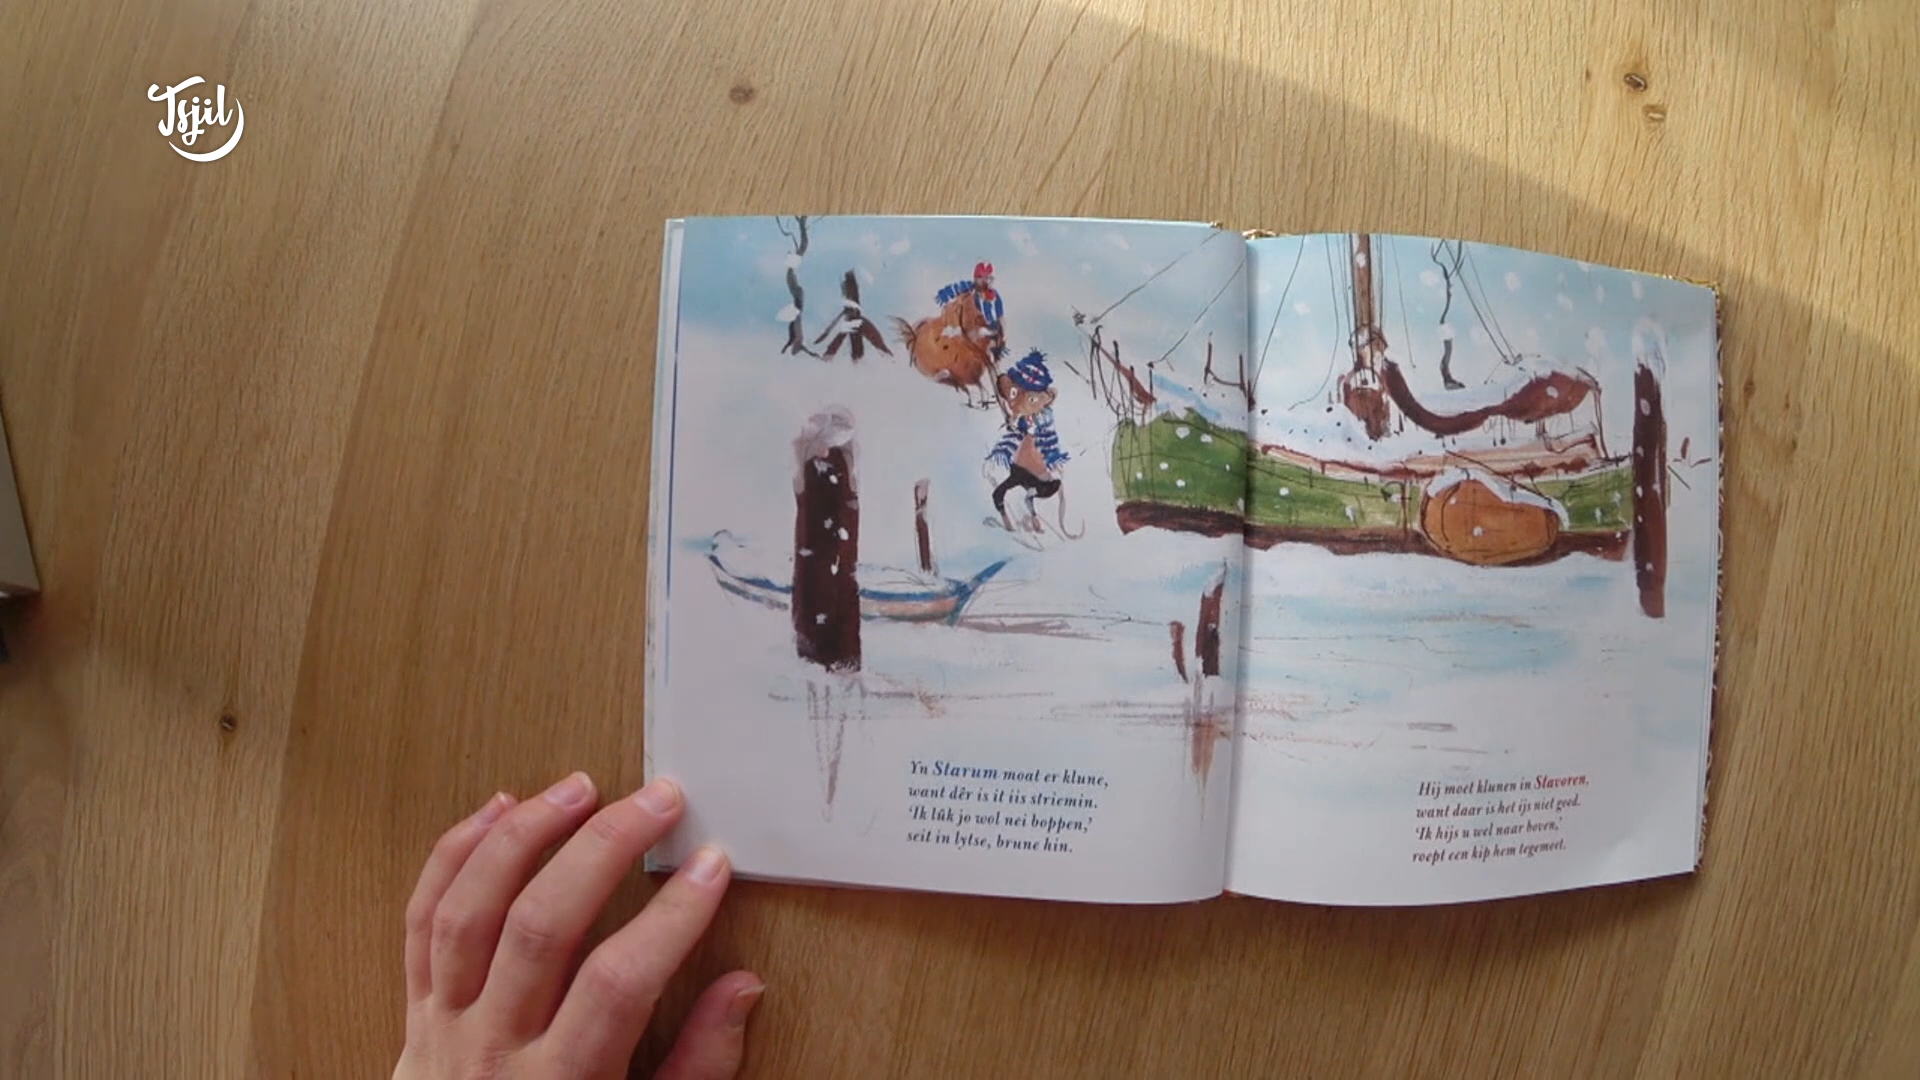 Tsjil
Yn Starum moat er klune,
want dêr is it iis striemin.
‘Ik lûk jo wol nei boppen,’
seit in lytse, brune hin.
Hij moet klunen in Stavoren,
want daar is het ijs niet goed.
‘Ik hijs u wel naar boven,’
roept een kip hem tegemoet.